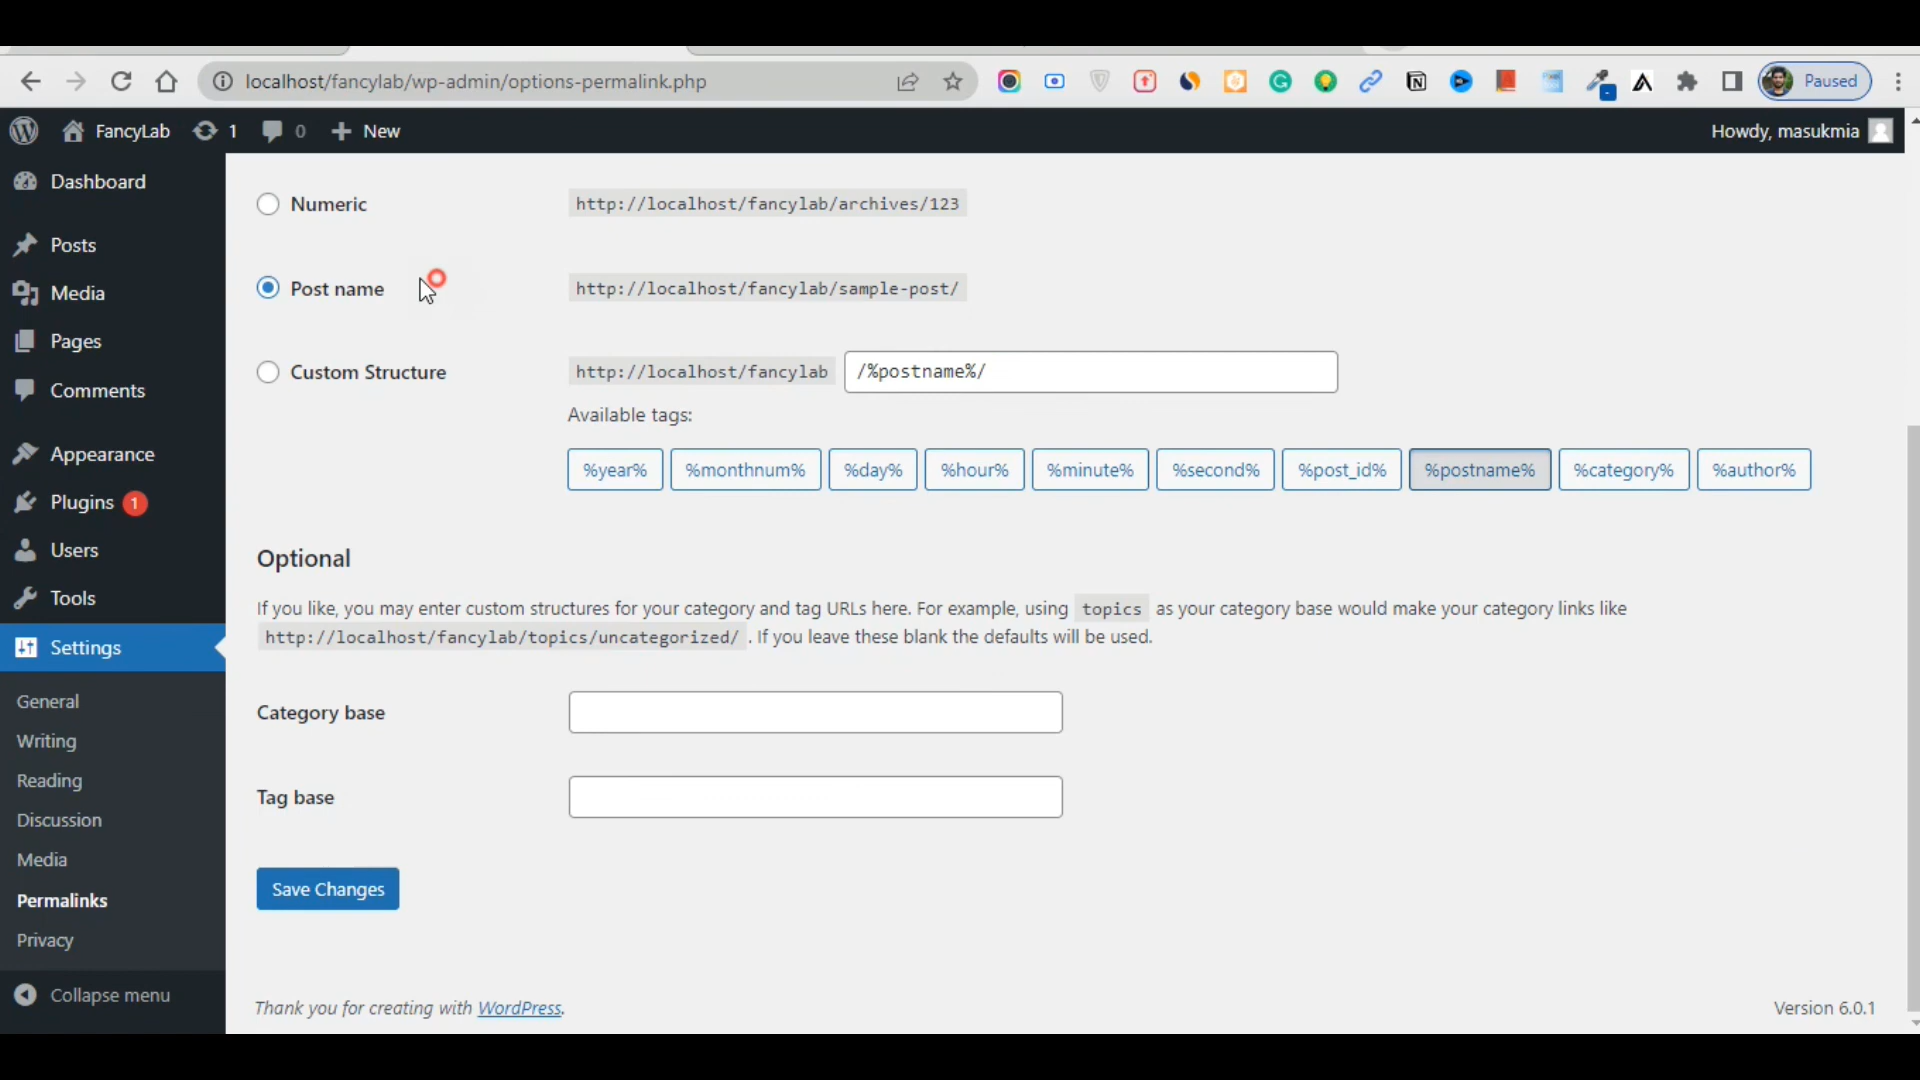 localhost/fancylab/wp-admin/options-permalink.php
Paused
FancyLab 1 0 New
Howdy, masukmia
Dashboard
Posts
Media
Pages
Comments
Appearance
Plugins 1
Users
Tools
Settings
General
Writing
Reading
Discussion
Media
Permalinks
Privacy
Collapse menu
Numeric http://localhost/fancylab/archives/123
Post name http://localhost/fancylab/sample-post/
Custom Structure http://localhost/fancylab /%postname%/
Available tags:
%year% %monthnum% %day% %hour% %minute% %second% %post_id% %postname% %category% %author%
Optional
If you like, you may enter custom structures for your category and tag URLs here. For example, using topics as your category base would make your category links like
http://localhost/fancylab/topics/uncategorized/ . If you leave these blank the defaults will be used.
Category base
Tag base
Save Changes
Thank you for creating with WordPress.
Version 6.0.1